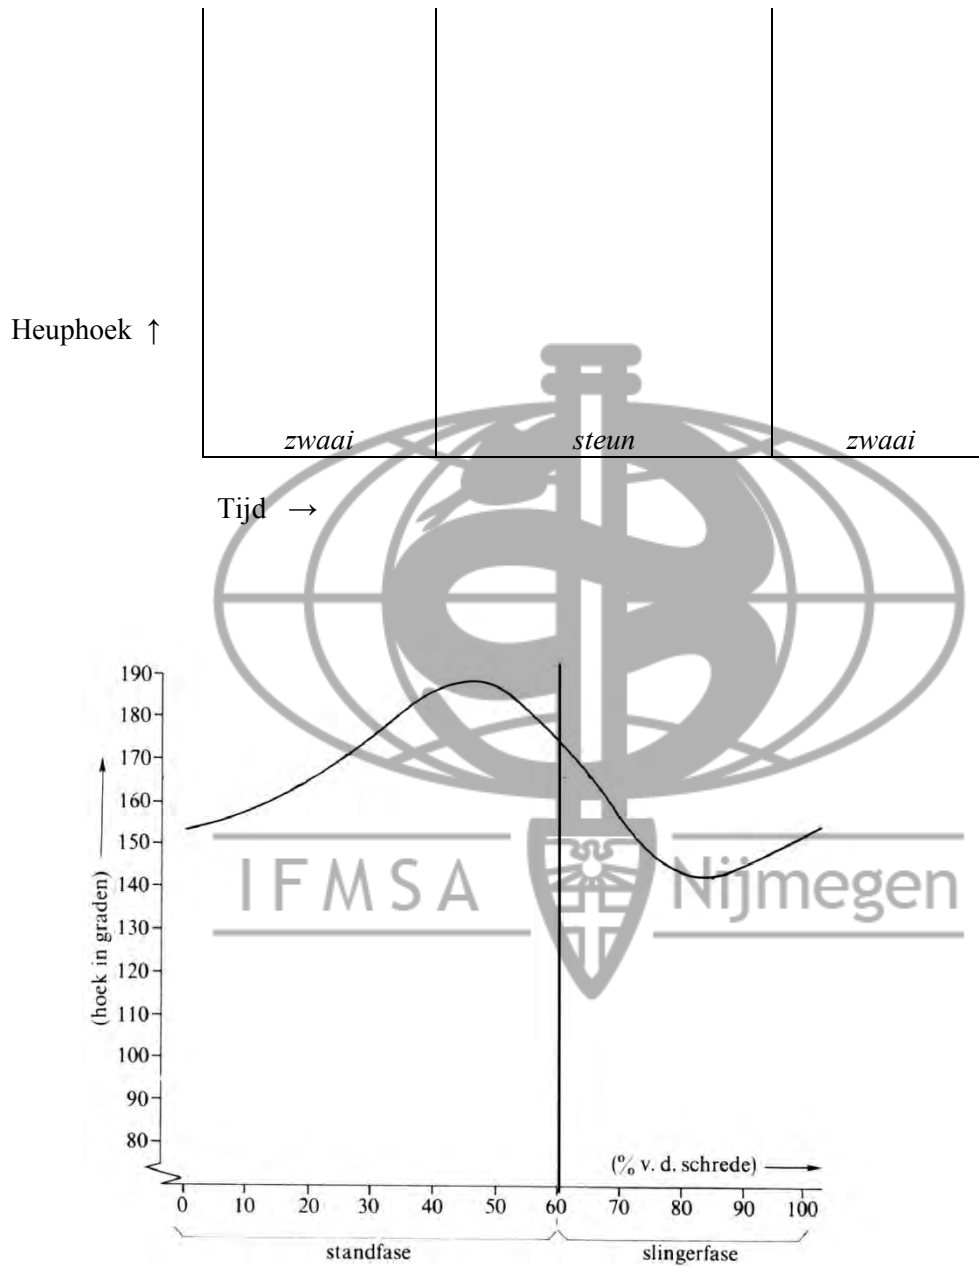 Heuphoek ↑
zwaai steun zwaai
Tijd →
190
180
170
160
150
140
130
120
110
100
90
80
(hoek in graden)
IFMSA Nijmegen
(% v. d. schrede)
0 10 20 30 40 50 60 70 80 90 100
standfase slingerfase